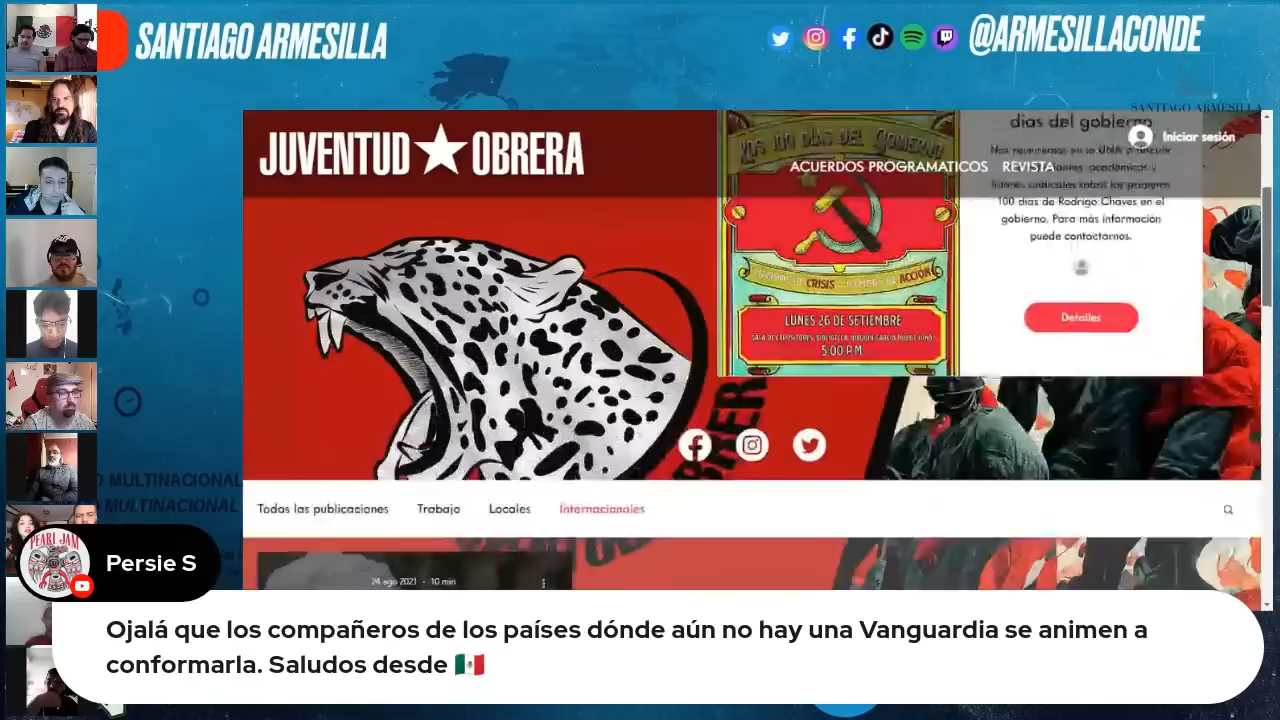 SANTIAGO ARMESILLA
@ARMESILLACONDE
SANTIAGO ARMESILLA
JUVENTUD OBRERA
días del gobierno
Iniciar sesión
ACUERDOS PROGRAMATICOS REVISTA
LOS 100 DIAS DEL GOBIERNO
100 días de Rodrigo Chaves en el
gobierno. Para más información
puede contactarnos.
CRISIS
ACCIÓN
Detalles
LUNES 26 DE SETIEMBRE
5:00 P.M.
O MULTINACIONAL
MULTINACIONAL
Todas las publicaciones Trabajo Locales Internacionales
24 ago 2021 · 10 min
PEARL JAM
Persie S
Ojalá que los compañeros de los países dónde aún no hay una Vanguardia se animen a
conformarla. Saludos desde 🇲🇽